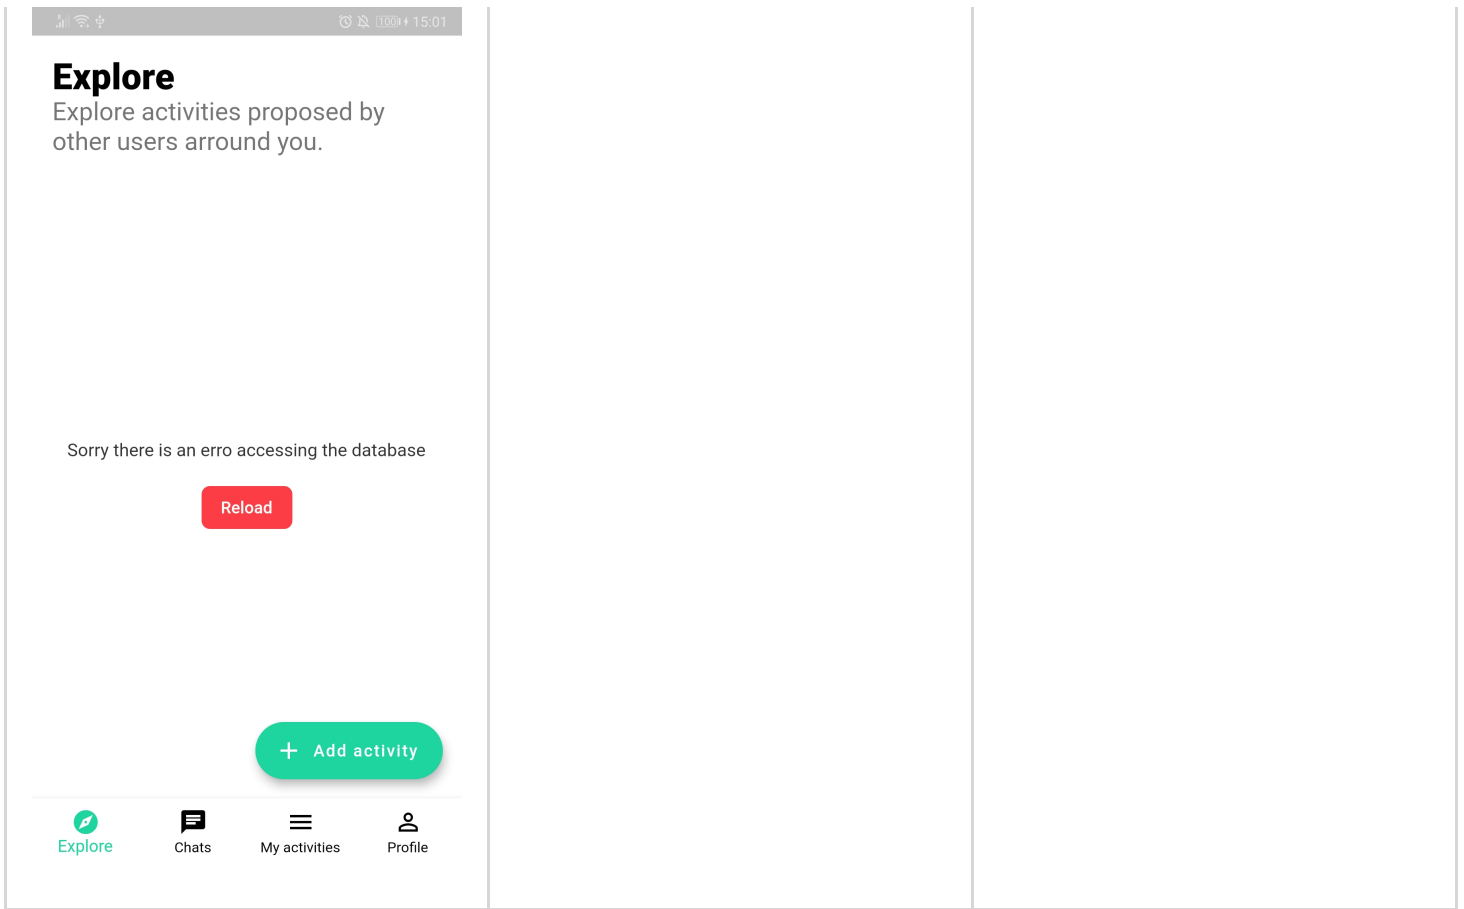 100 15:01
Explore
Explore activities proposed by
other users arround you.
Sorry there is an erro accessing the database
Reload
Add activity
Explore
Chats
My activities
Profile